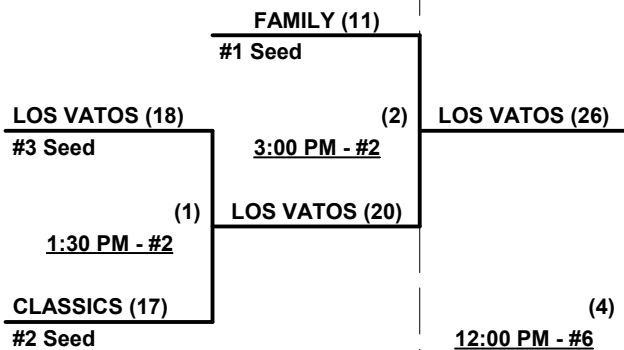 FAMILY (11)
#1 Seed
LOS VATOS (18)
#3 Seed
(2)
3:00 PM - #2
LOS VATOS (26)
(1)
1:30 PM - #2
LOS VATOS (20)
CLASSICS (17)
#2 Seed
(4)
12:00 PM - #6